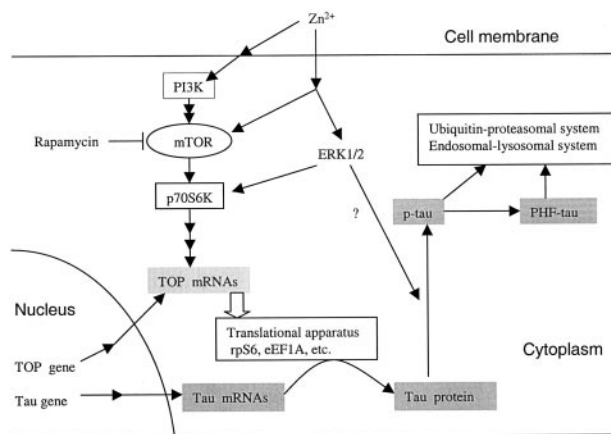 Zn²⁺
Cell membrane
PI3K
Rapamycin
mTOR
ERK1/2
Ubiquitin-proteasomal system
Endosomal-lysosomal system
p70S6K
?
p-tau
PHF-tau
TOP mRNAs
Nucleus
Translational apparatus
rpS6, eEF1A, etc.
Cytoplasm
TOP gene
Tau gene
Tau mRNAs
Tau protein